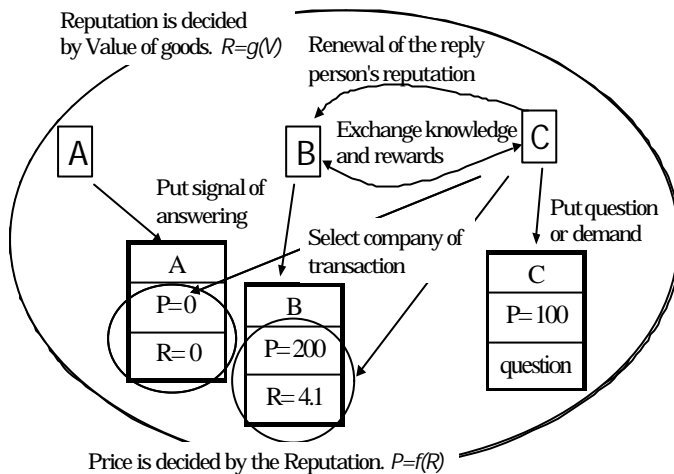 Reputation is decided
by Value of goods. R=g(V)
Renewal of the reply
person's reputation
A
B
C
Exchange knowledge
and rewards
Put signal of
answering
Put question
or demand
Select company of
transaction
A
P=0
R=0
B
P=200
R=4.1
C
P=100
question
Price is decided by the Reputation. P=f(R)